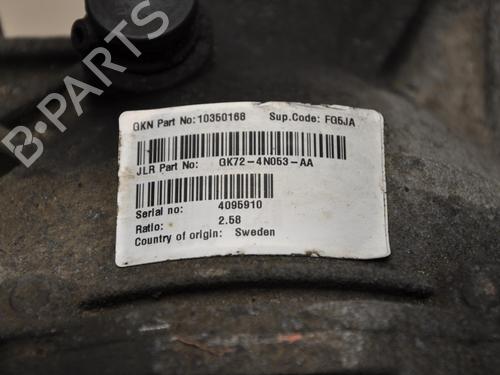 GKN Part No: 10350168 Sup.Code: FG5JA
JLR Part No: GK72-4N053-AA
Serial no: 4095910
Ratio: 2.58
Country of origin: Sweden
B-PARTS